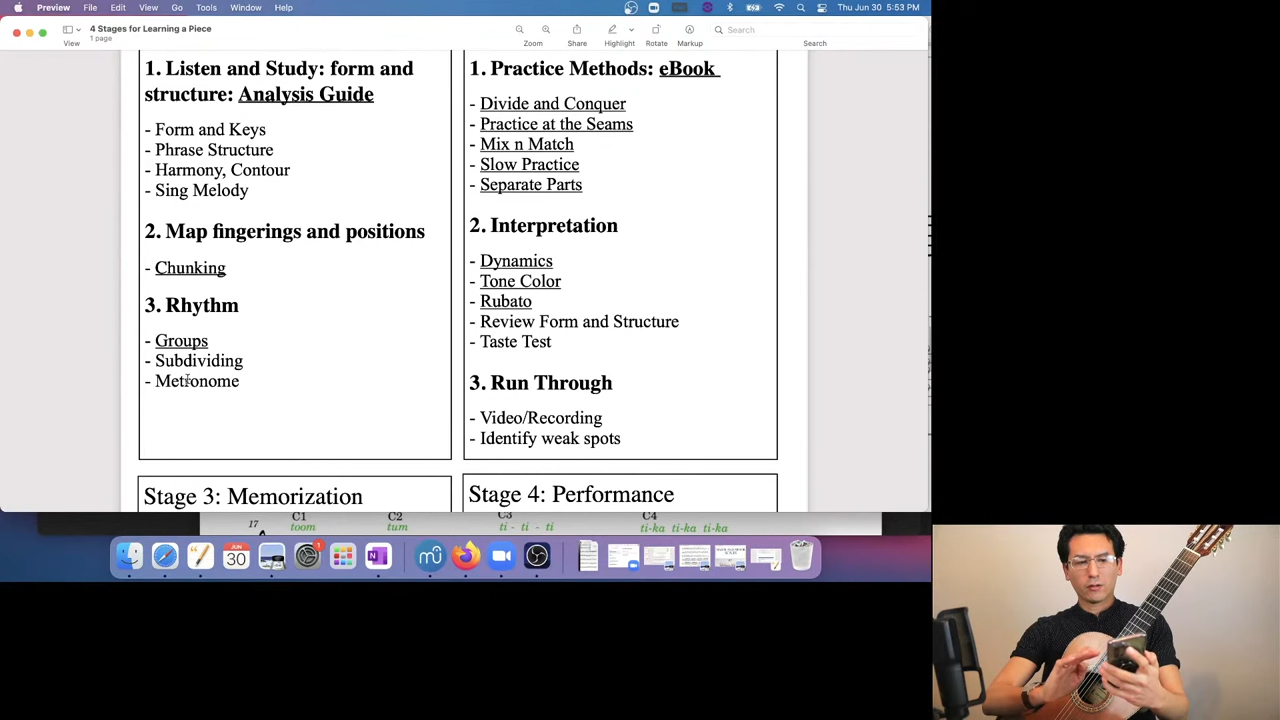 Preview File Edit View Go Tools Window Help
Thu Jun 30 5:53 PM
4 Stages for Learning a Piece
1 page
View
Zoom
Share
Highlight
Rotate
Markup
Search
Search
1. Listen and Study: form and
structure: Analysis Guide
- Form and Keys
- Phrase Structure
- Harmony, Contour
- Sing Melody
2. Map fingerings and positions
- Chunking
3. Rhythm
- Groups
- Subdividing
- Metronome
1. Practice Methods: eBook
- Divide and Conquer
- Practice at the Seams
- Mix n Match
- Slow Practice
- Separate Parts
2. Interpretation
- Dynamics
- Tone Color
- Rubato
- Review Form and Structure
- Taste Test
3. Run Through
- Video/Recording
- Identify weak spots
Stage 3: Memorization
Stage 4: Performance
17 C1 C2 C3 C4
toom tum ti - ti - ti ti-ka ti-ka ti-ka
JUN
30
1
N